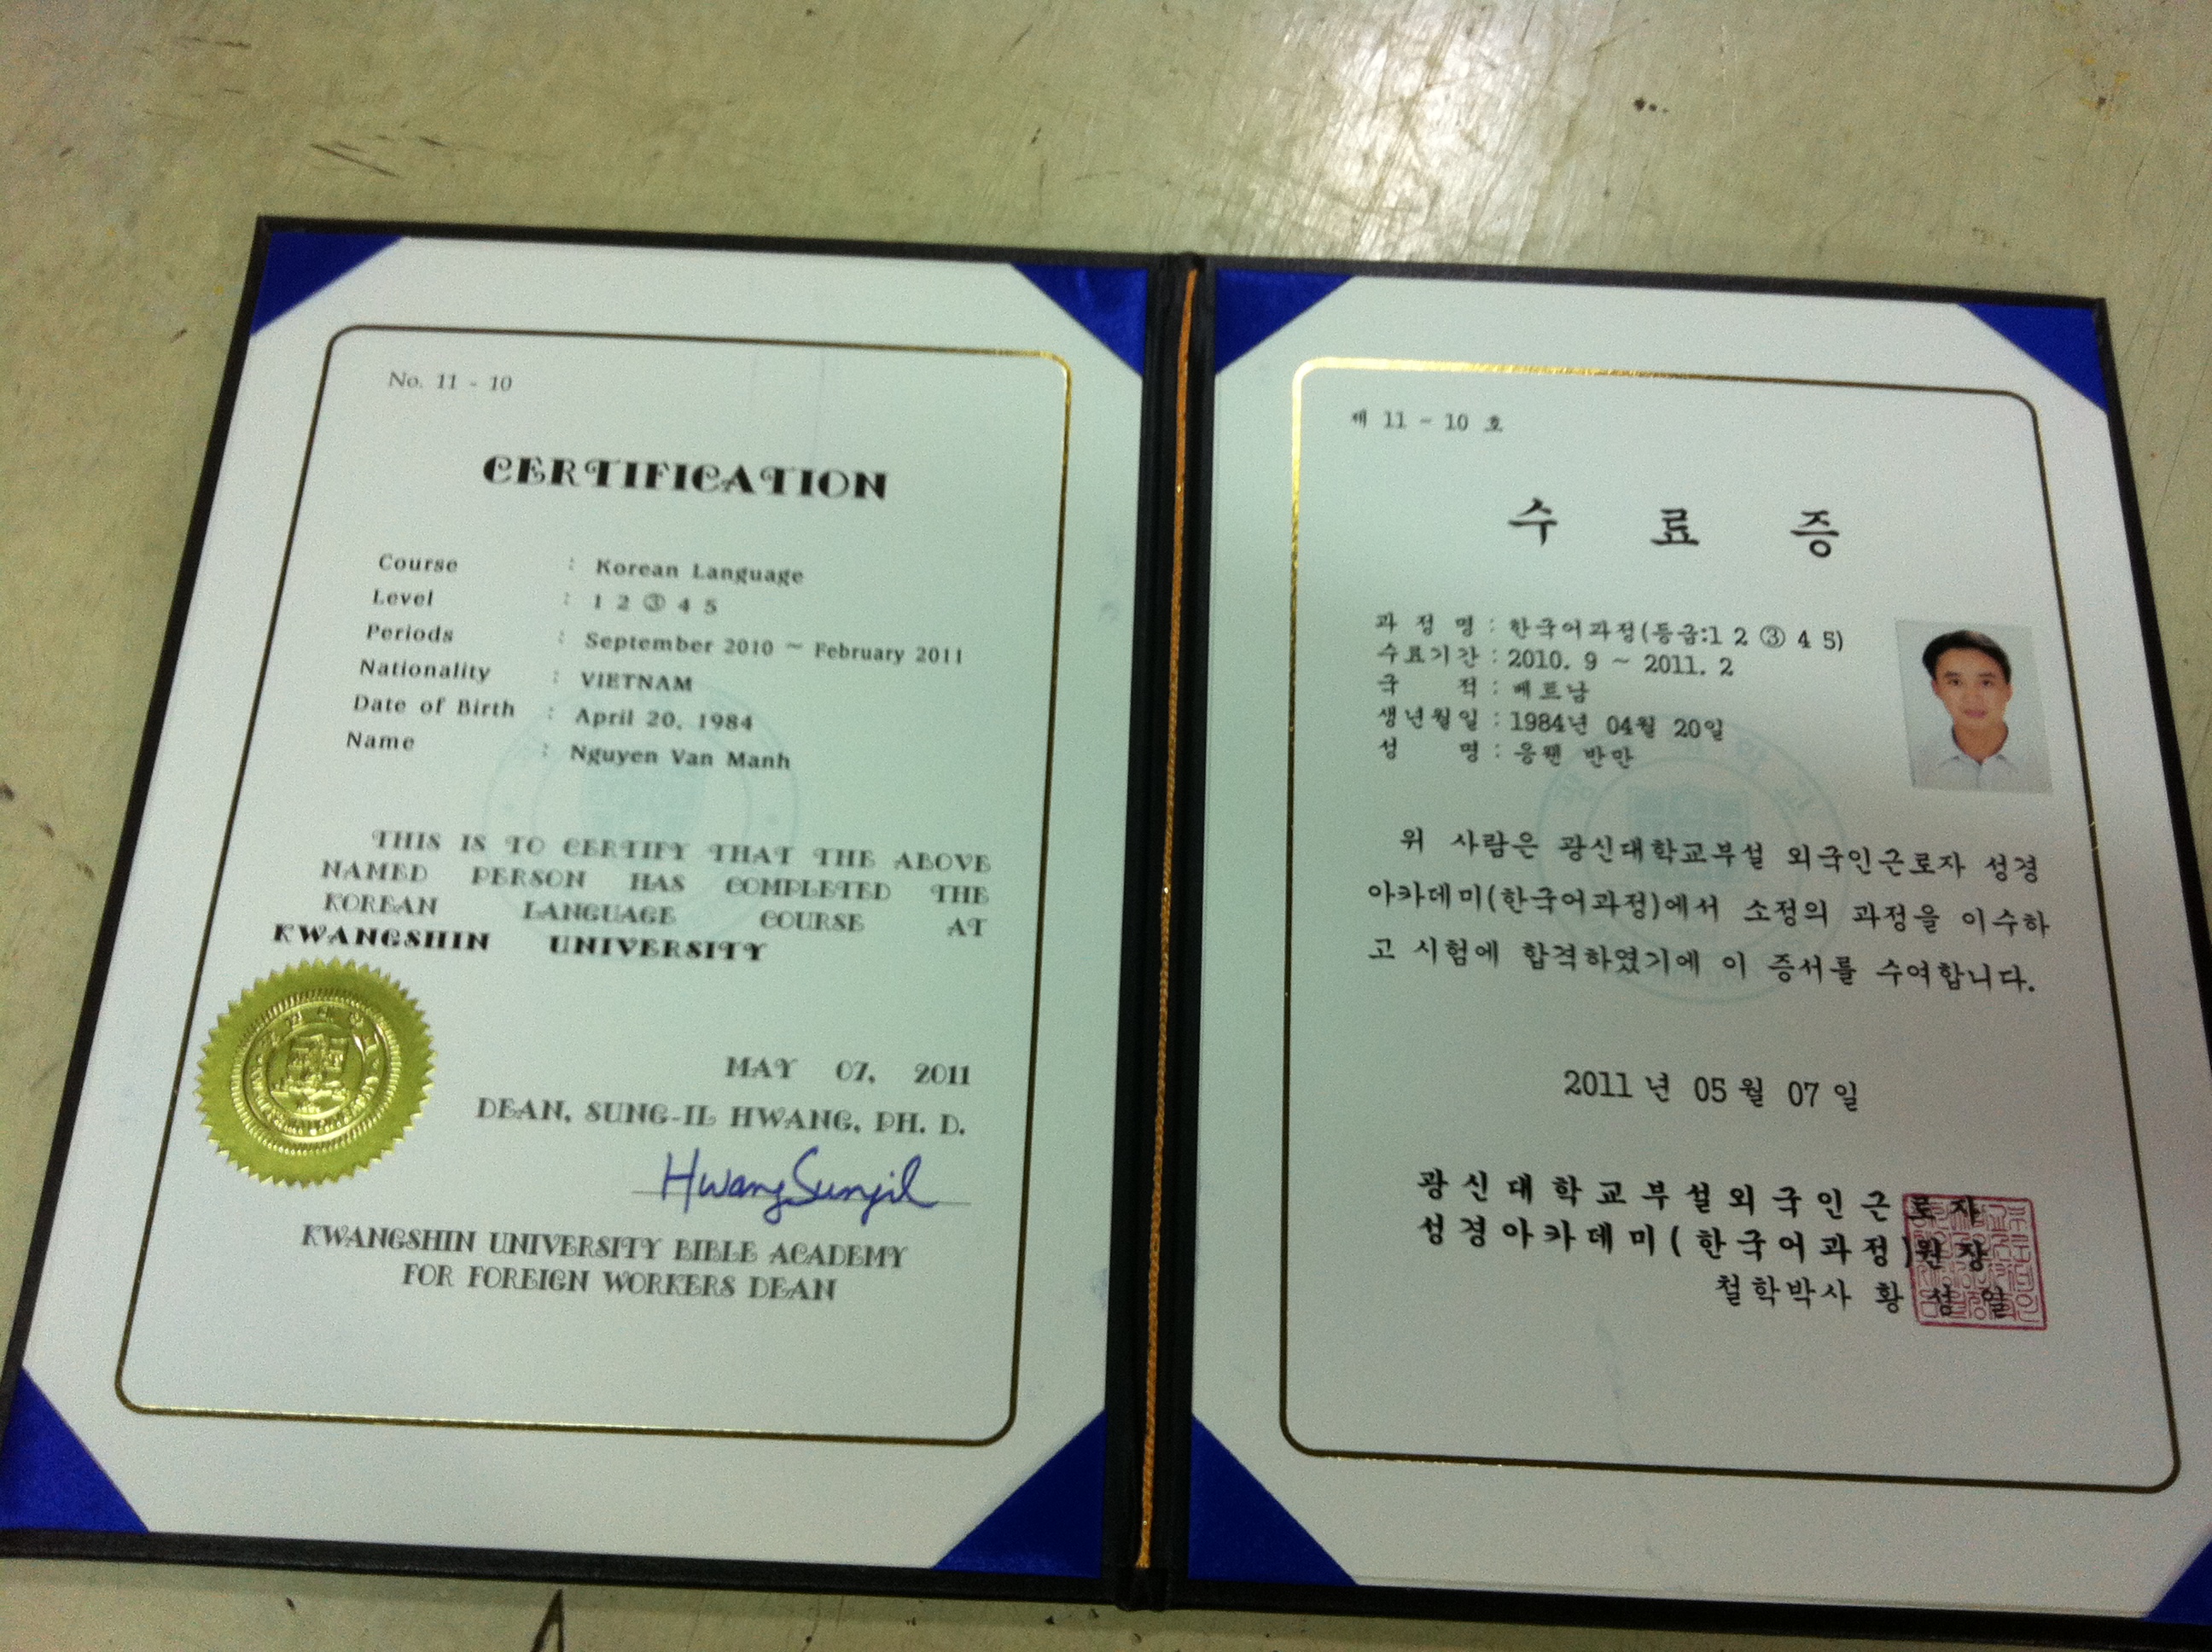 No. 11 - 10
CERTIFICATION
Course : Korean Language
Level : 1 2 ③ 4 5
Periods : September 2010 ~ February 2011
Nationality : VIETNAM
Date of Birth : April 20, 1984
Name : Nguyen Van Manh
THIS IS TO CERTIFY THAT THE ABOVE
NAMED PERSON HAS COMPLETED THE
KOREAN LANGUAGE COURSE AT
KWANGSHIN UNIVERSITY
MAY 07, 2011
DEAN, SUNG-IL HWANG, PH. D.
Hwang Sungil
KWANGSHIN UNIVERSITY BIBLE ACADEMY
FOR FOREIGN WORKERS DEAN
제 11 - 10 호
수 료 증
과 정 명 : 한국어과정(등급:1 2 ③ 4 5)
수료기간 : 2010. 9 ~ 2011. 2
국 적 : 베트남
생년월일 : 1984년 04월 20일
성 명 : 응웬 반만
위 사람은 광신대학교부설 외국인근로자 성경
아카데미(한국어과정)에서 소정의 과정을 이수하
고 시험에 합격하였기에 이 증서를 수여합니다.
2011 년 05 월 07 일
광신대학교부설외국인근로자
성경아카데미(한국어과정)원장
철학박사 황 성 일